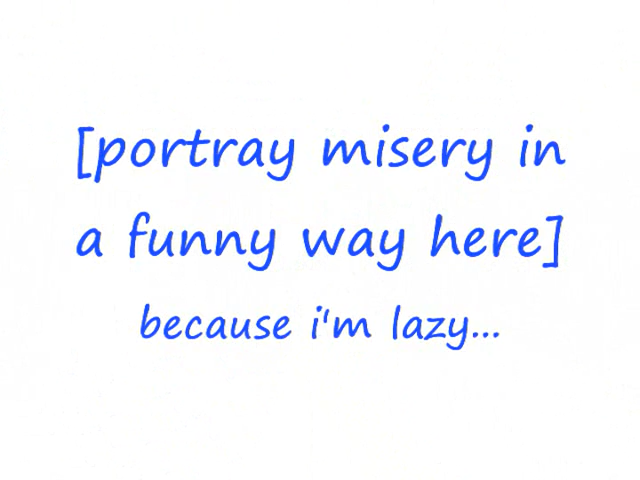 [portray misery in
a funny way here]
because i'm lazy...